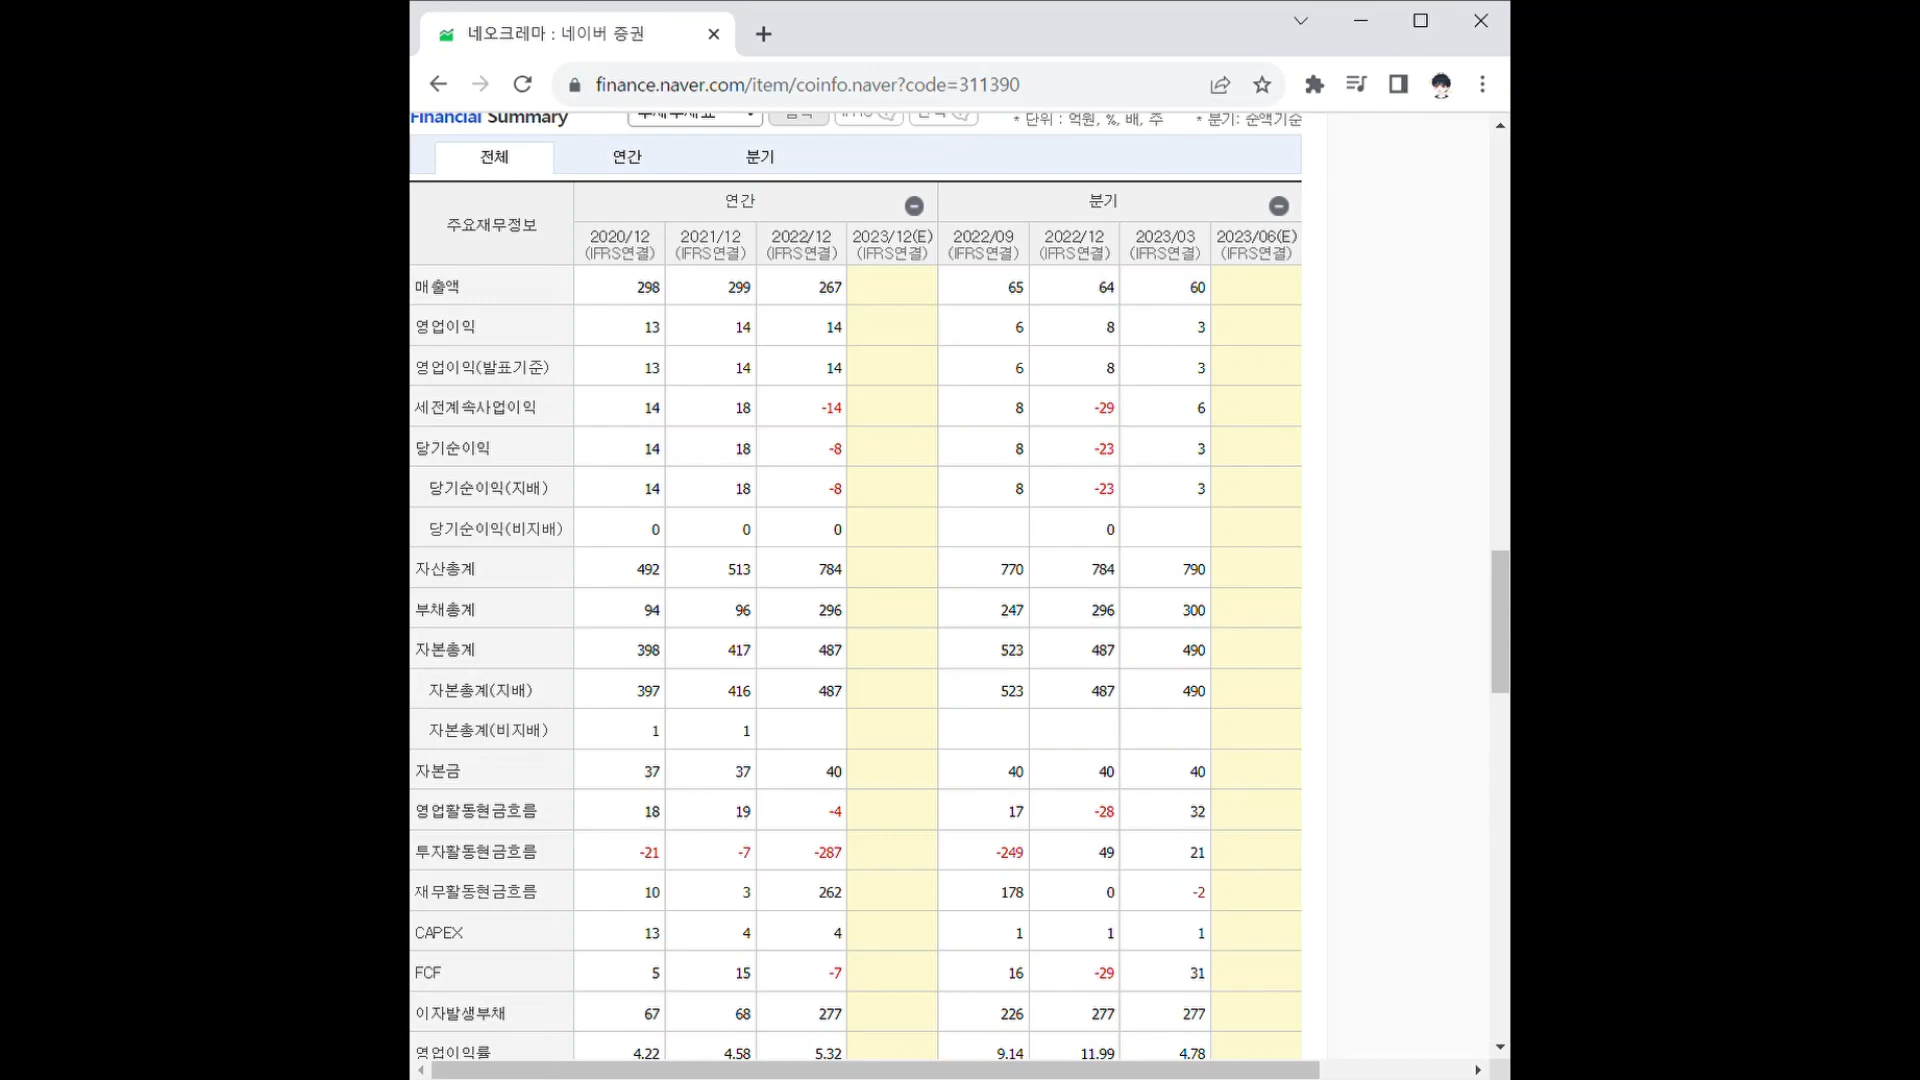 네오크레마 : 네이버 증권
finance.naver.com/item/coinfo.naver?code=311390
Financial Summary * 단위 : 억원, %, 배, 주 * 분기: 순액기준
전체 연간 분기
주요재무정보 연간 분기
2020/12 2021/12 2022/12 2023/12(E) 2022/09 2022/12 2023/03 2023/06(E)
(IFRS연결) (IFRS연결) (IFRS연결) (IFRS연결) (IFRS연결) (IFRS연결) (IFRS연결) (IFRS연결)
매출액 298 299 267 65 64 60
영업이익 13 14 14 6 8 3
영업이익(발표기준) 13 14 14 6 8 3
세전계속사업이익 14 18 -14 8 -29 6
당기순이익 14 18 -8 8 -23 3
당기순이익(지배) 14 18 -8 8 -23 3
당기순이익(비지배) 0 0 0 0
자산총계 492 513 784 770 784 790
부채총계 94 96 296 247 296 300
자본총계 398 417 487 523 487 490
자본총계(지배) 397 416 487 523 487 490
자본총계(비지배) 1 1
자본금 37 37 40 40 40 40
영업활동현금흐름 18 19 -4 17 -28 32
투자활동현금흐름 -21 -7 -287 -249 49 21
재무활동현금흐름 10 3 262 178 0 -2
CAPEX 13 4 4 1 1 1
FCF 5 15 -7 16 -29 31
이자발생부채 67 68 277 226 277 277
영업이익률 4.22 4.58 5.32 9.14 11.99 4.78